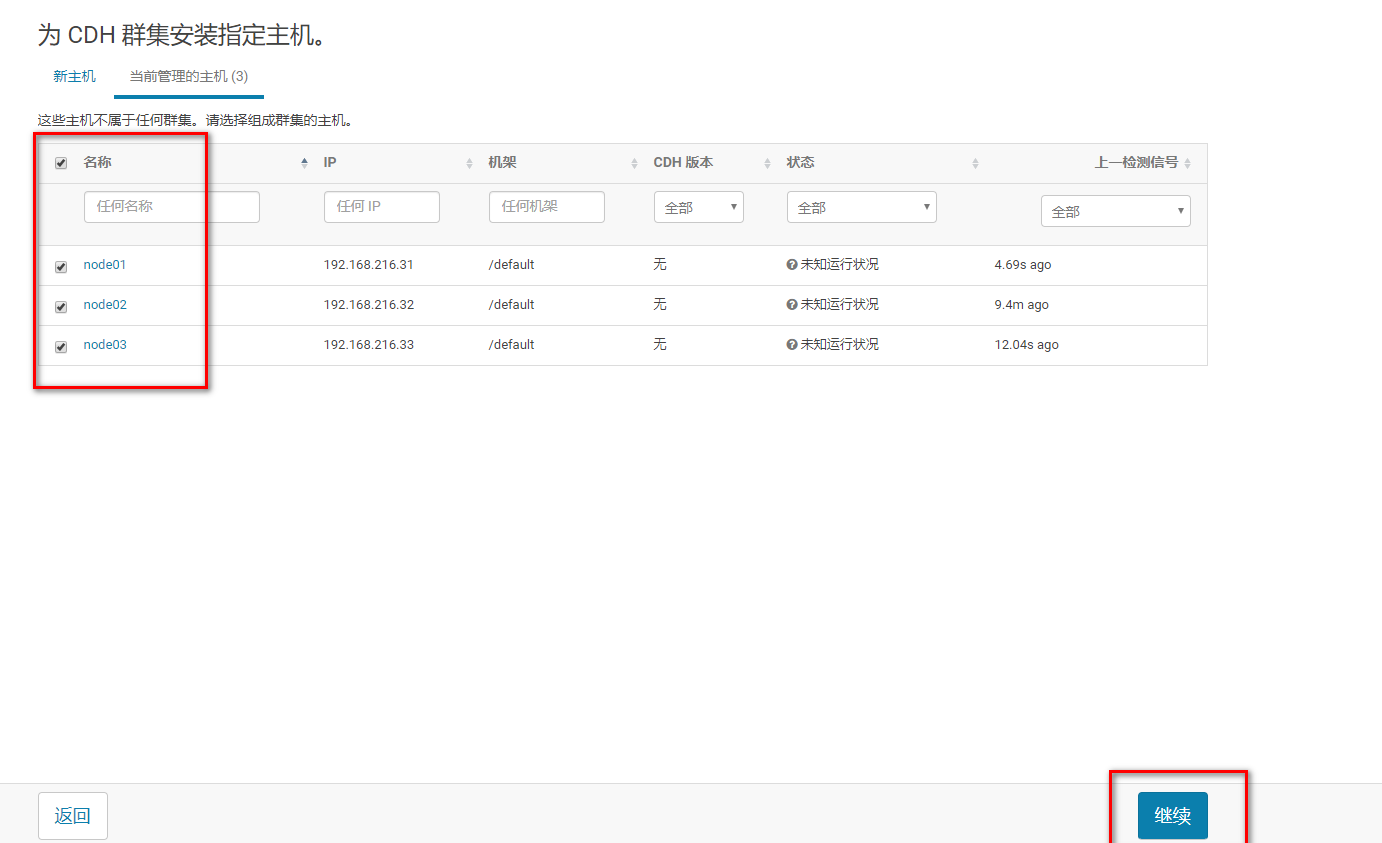 为 CDH 群集安装指定主机。
新主机 当前管理的主机 (3)
这些主机不属于任何群集。请选择组成群集的主机。
名称 IP 机架 CDH 版本 状态 上一检测信号
任何名称 任何 IP 任何机架 全部 全部 全部
node01 192.168.216.31 /default 无 未知运行状况 4.69s ago
node02 192.168.216.32 /default 无 未知运行状况 9.4m ago
node03 192.168.216.33 /default 无 未知运行状况 12.04s ago
返回 继续